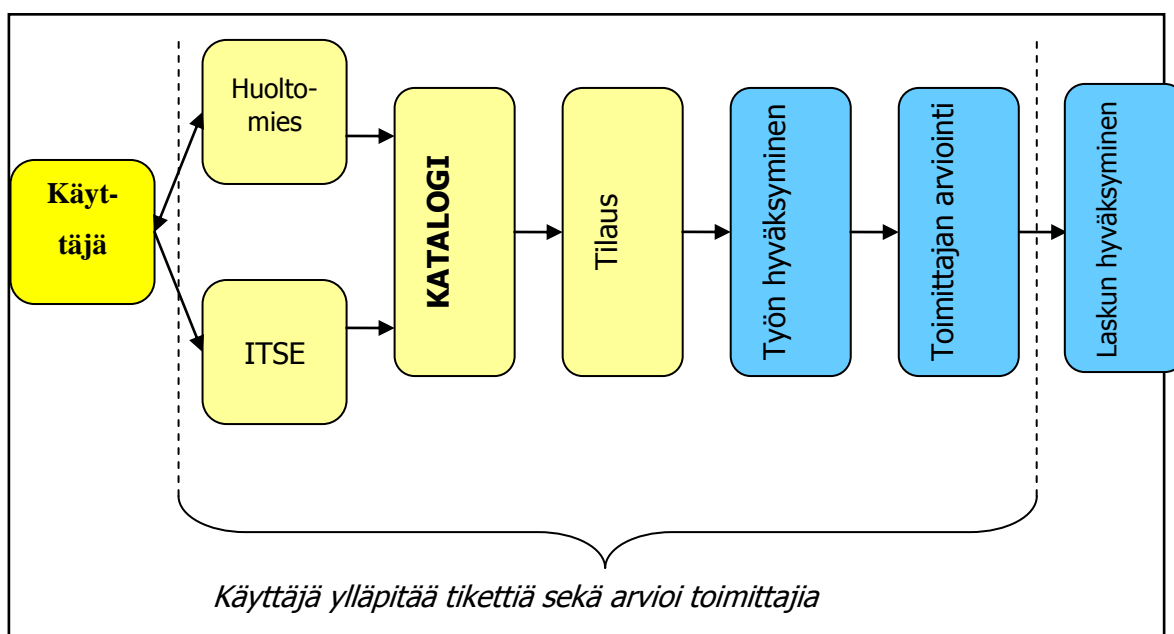 Käyt-
täjä
Huolto-
mies
ITSE
KATALOGI
Tilaus
Työn hyväksyminen
Toimittajan arviointi
Laskun hyväksyminen
Käyttäjä ylläpitää tikettiä sekä arvioi toimittajia